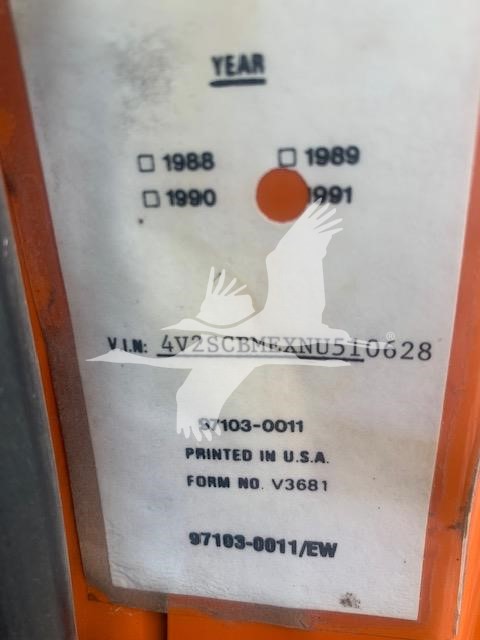 YEAR
☐ 1988 ☐ 1989
☐ 1990 1991
V.I.N: 4V2SCBMEXNU510628
97103-0011
PRINTED IN U.S.A.
FORM NO. V3681
97103-0011/EW